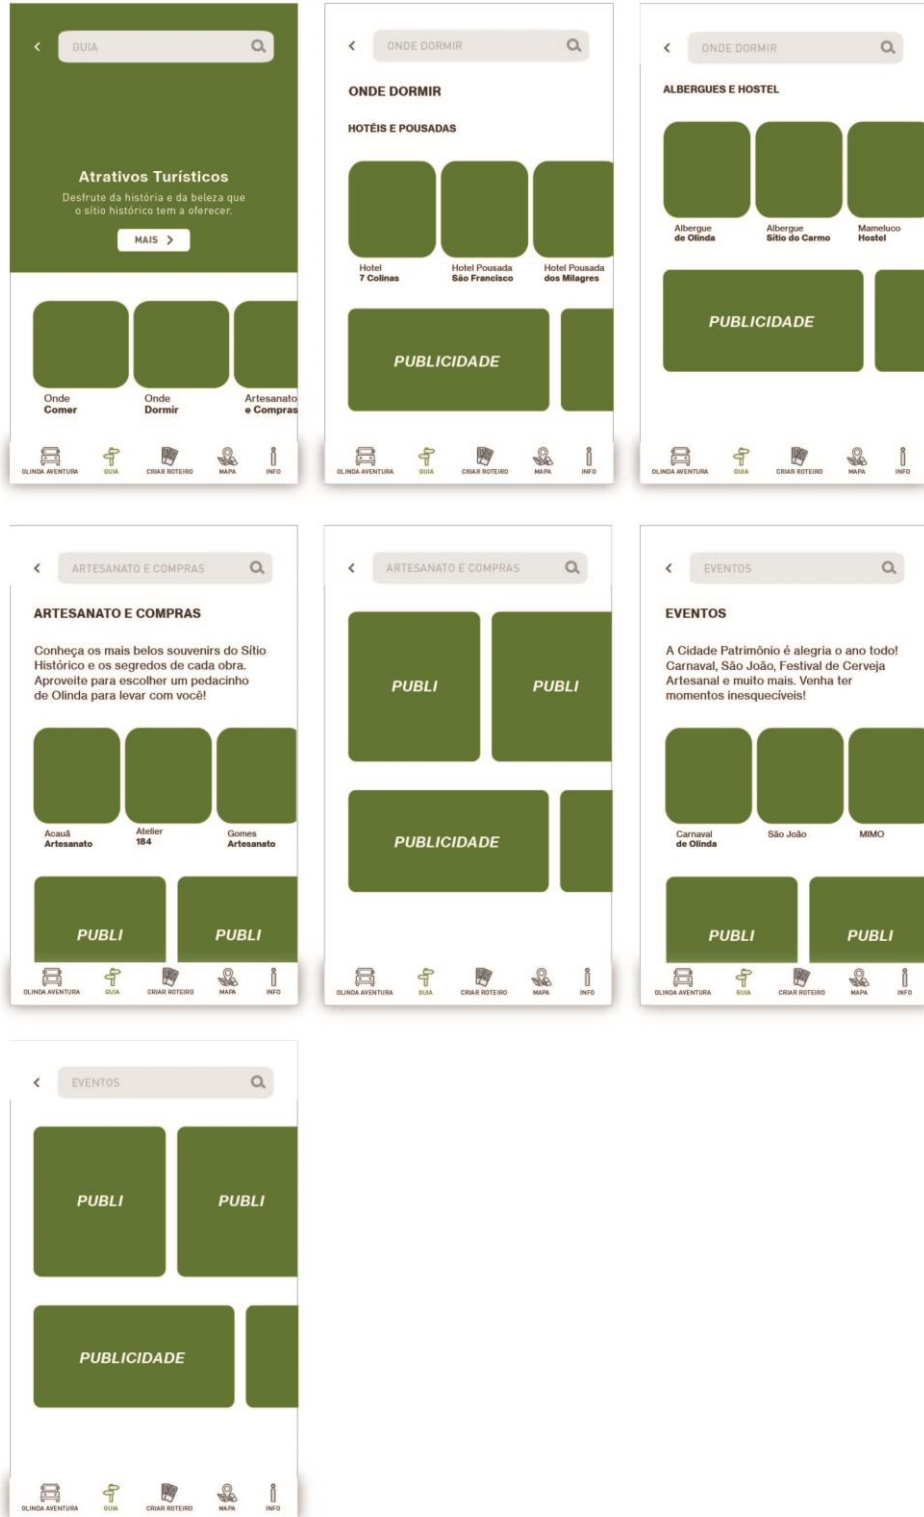 GUIA
Atrativos Turísticos
Desfrute da história e da beleza que
o sítio histórico tem a oferecer.
MAIS
Onde
Comer
Onde
Dormir
Artesanato
e Compras
OLINDA AVENTURA
GUIA
CRIAR ROTEIRO
MAPA
INFO
ONDE DORMIR
ONDE DORMIR
HOTÉIS E POUSADAS
Hotel
7 Colinas
Hotel Pousada
São Francisco
Hotel Pousada
dos Milagres
PUBLICIDADE
OLINDA AVENTURA
GUIA
CRIAR ROTEIRO
MAPA
INFO
ONDE DORMIR
ALBERGUES E HOSTEL
Albergue
de Olinda
Albergue
Sítio do Carmo
Mameluco
Hostel
PUBLICIDADE
OLINDA AVENTURA
GUIA
CRIAR ROTEIRO
MAPA
INFO
ARTESANATO E COMPRAS
ARTESANATO E COMPRAS
Conheça os mais belos souvenirs do Sítio
Histórico e os segredos de cada obra.
Aproveite para escolher um pedacinho
de Olinda para levar com você!
Acauã
Artesanato
Atelier
184
Gomes
Artesanato
PUBLI
PUBLI
OLINDA AVENTURA
GUIA
CRIAR ROTEIRO
MAPA
INFO
ARTESANATO E COMPRAS
PUBLI
PUBLI
PUBLICIDADE
OLINDA AVENTURA
GUIA
CRIAR ROTEIRO
MAPA
INFO
EVENTOS
EVENTOS
A Cidade Patrimônio é alegria o ano todo!
Carnaval, São João, Festival de Cerveja
Artesanal e muito mais. Venha ter
momentos inesquecíveis!
Carnaval
de Olinda
São João
MIMO
PUBLI
PUBLI
OLINDA AVENTURA
GUIA
CRIAR ROTEIRO
MAPA
INFO
EVENTOS
PUBLI
PUBLI
PUBLICIDADE
OLINDA AVENTURA
GUIA
CRIAR ROTEIRO
MAPA
INFO